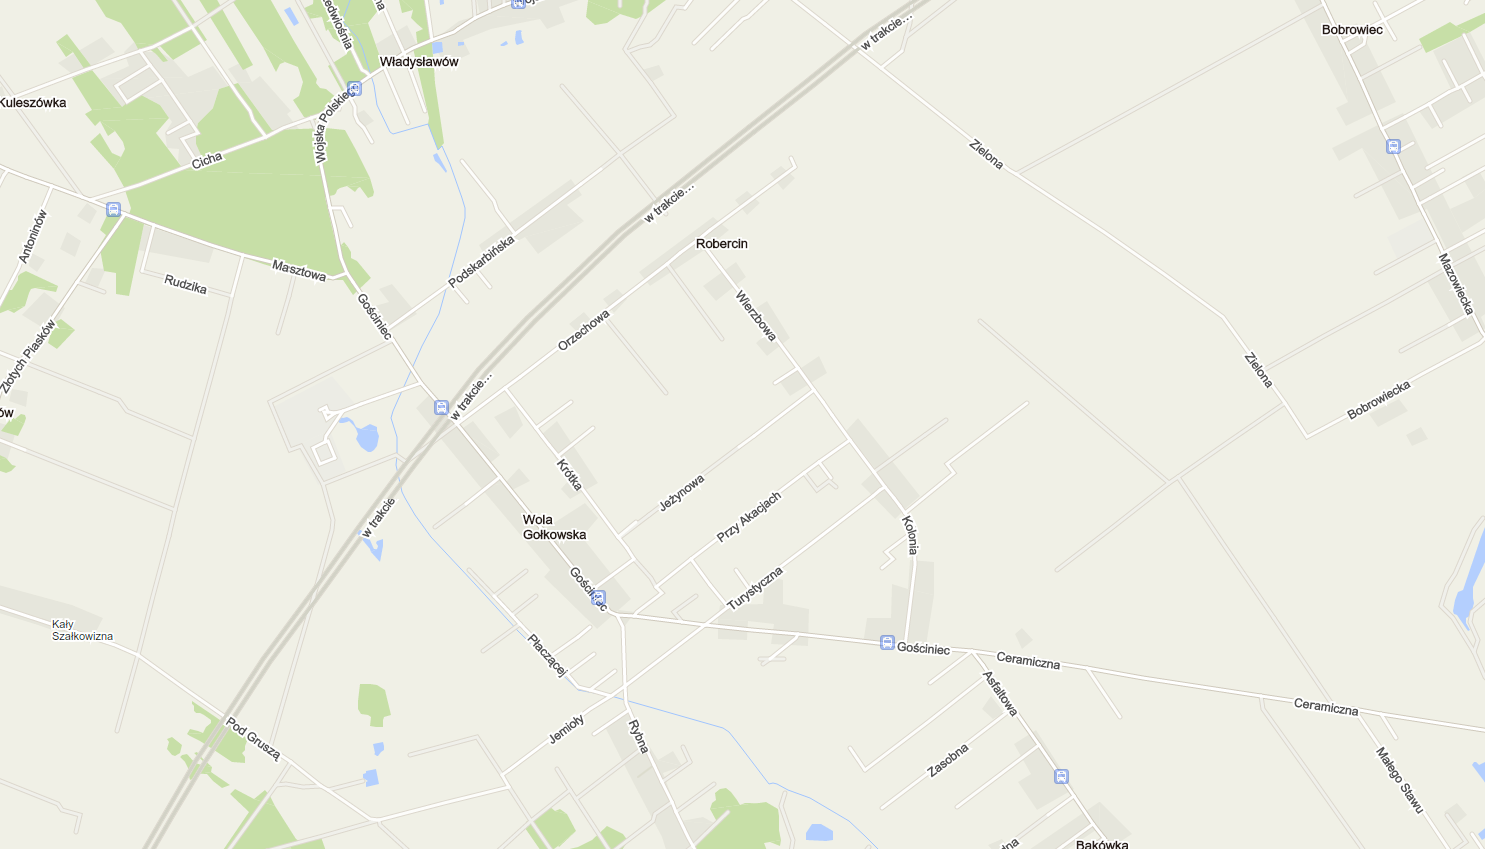 Bobrowiec
Władysławów
w trakcie...
Kuleszówka
Wojska Polskiego
Cicha
Zielona
w trakcie...
Antoninów
Robercin
Podskarbińska
Masztowa
Rudzika
Mazowiecka
Gościniec
Wierzbowa
Orzechowa
Złotych Piasków
Zielona
w trakcie...
Bobrowiecka
Krótka
Jeżynowa
w trakcie
Przy Akacjach
Wola
Gołkowska
Kolonia
Gościniec
Turystyczna
Kały
Szałkowizna
Płaczącej
Gościniec
Ceramiczna
Asfaltowa
Ceramiczna
Pod Gruszą
Jemioły
Rybna
Zasobna
Małego Stawu
Bąkówka